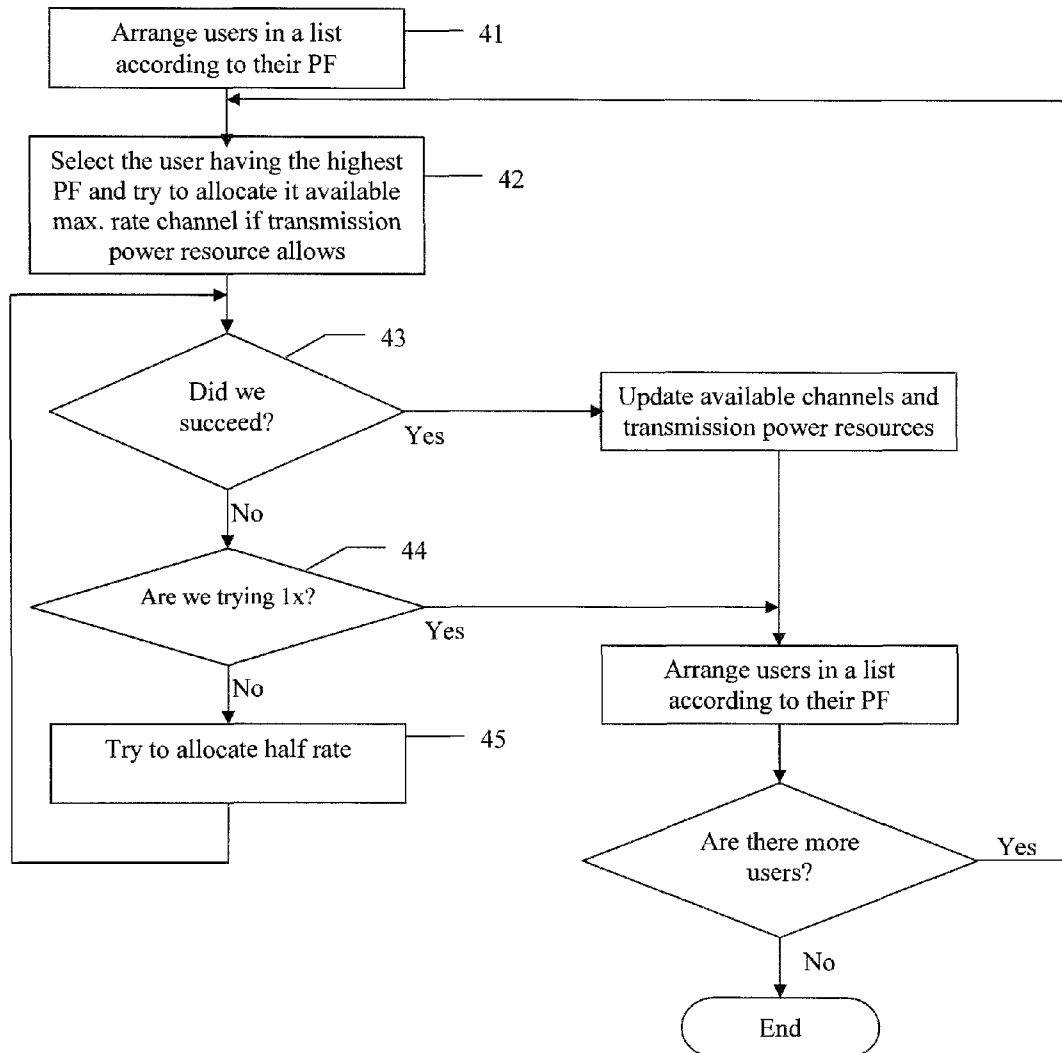 Arrange users in a list
according to their PF
41
Select the user having the highest
PF and try to allocate it available
max. rate channel if transmission
power resource allows
42
43
Did we
succeed?
Yes
Update available channels and
transmission power resources
No
44
Are we trying 1x?
Yes
Arrange users in a list
according to their PF
No
Try to allocate half rate
45
Are there more
users?
Yes
No
End